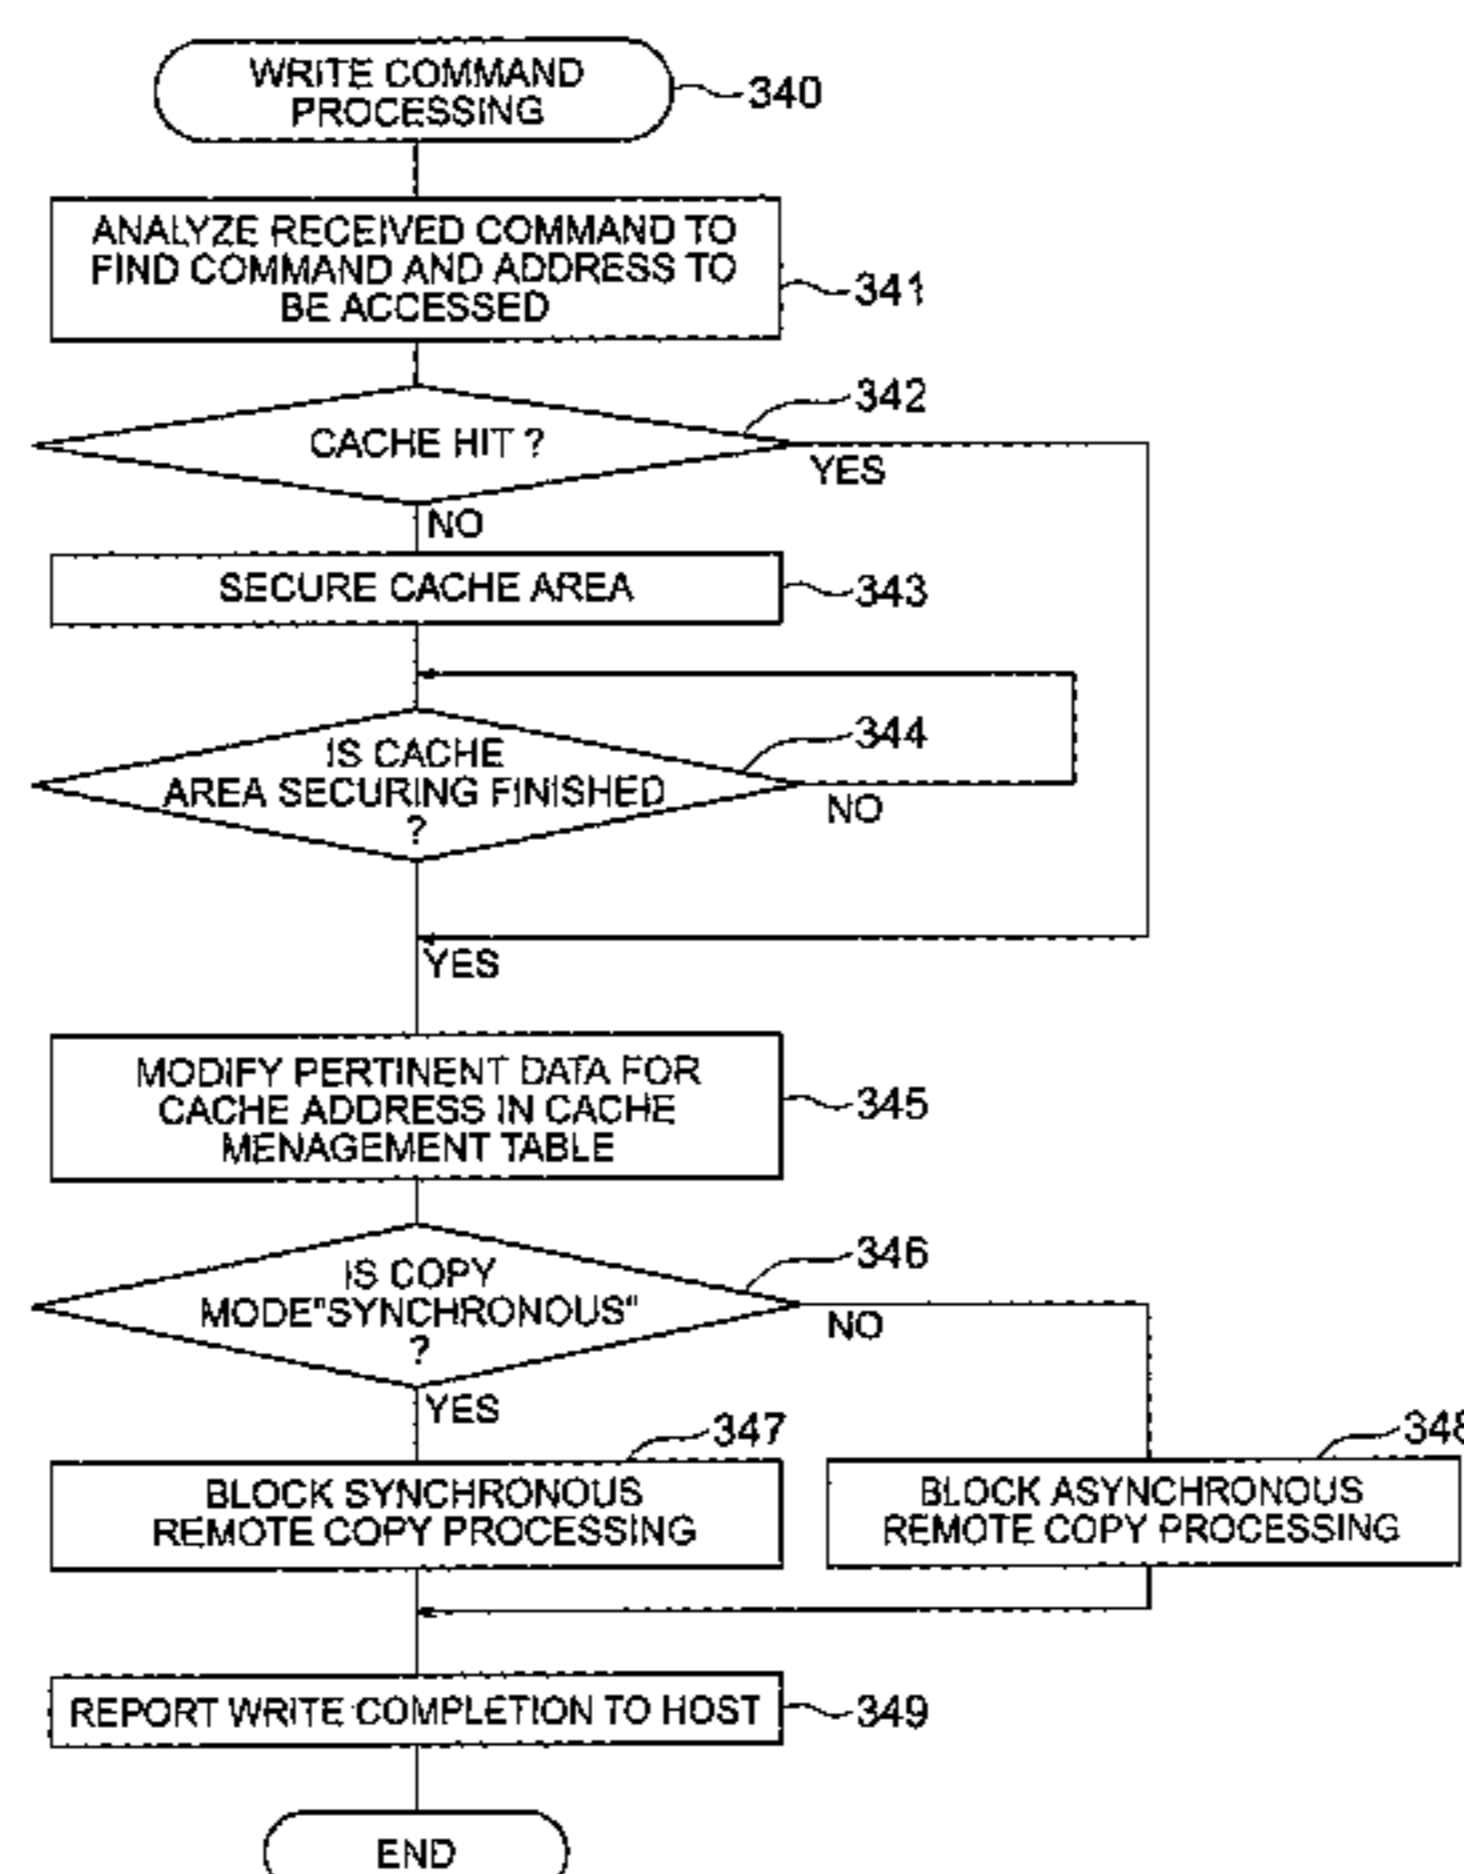 WRITE COMMAND
PROCESSING
340
ANALYZE RECEIVED COMMAND TO
FIND COMMAND AND ADDRESS TO
BE ACCESSED
341
342
CACHE HIT ?
YES
NO
SECURE CACHE AREA
343
344
IS CACHE
AREA SECURING FINISHED
?
NO
YES
MODIFY PERTINENT DATA FOR
CACHE ADDRESS IN CACHE
MENAGEMENT TABLE
345
346
IS COPY
MODE"SYNCHRONOUS"
?
NO
YES
347
348
BLOCK SYNCHRONOUS
REMOTE COPY PROCESSING
BLOCK ASYNCHRONOUS
REMOTE COPY PROCESSING
REPORT WRITE COMPLETION TO HOST
349
END